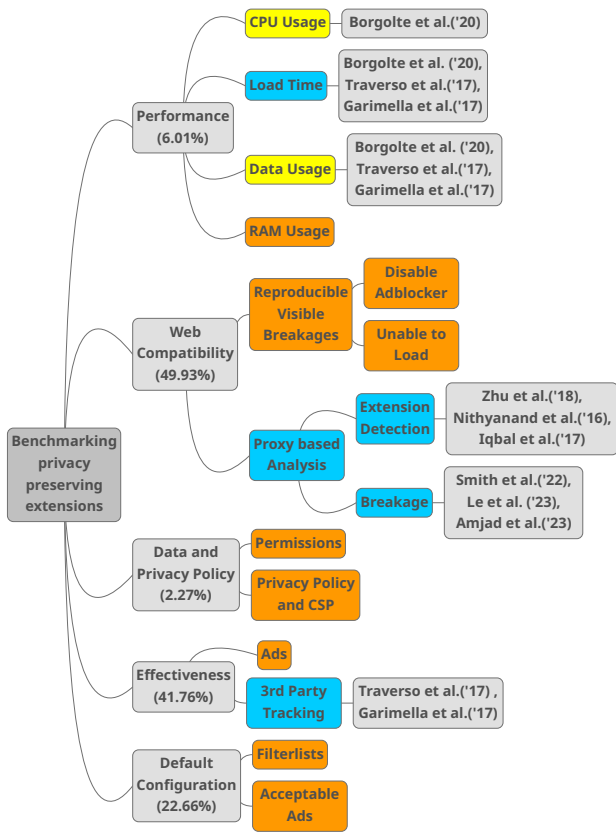 Benchmarking
privacy
preserving
extensions
Performance
(6.01%)
CPU Usage
Borgolte et al.('20)
Load Time
Borgolte et al. ('20),
Traverso et al.('17),
Garimella et al.('17)
Data Usage
Borgolte et al. ('20),
Traverso et al.('17),
Garimella et al.('17)
RAM Usage
Web
Compatibility
(49.93%)
Reproducible
Visible
Breakages
Disable
Adblocker
Unable to
Load
Proxy based
Analysis
Extension
Detection
Zhu et al.('18),
Nithyanand et al.('16),
Iqbal et al.('17)
Breakage
Smith et al.('22),
Le et al. ('23),
Amjad et al.('23)
Data and
Privacy Policy
(2.27%)
Permissions
Privacy Policy
and CSP
Effectiveness
(41.76%)
Ads
3rd Party
Tracking
Traverso et al.('17) ,
Garimella et al.('17)
Default
Configuration
(22.66%)
Filterlists
Acceptable
Ads